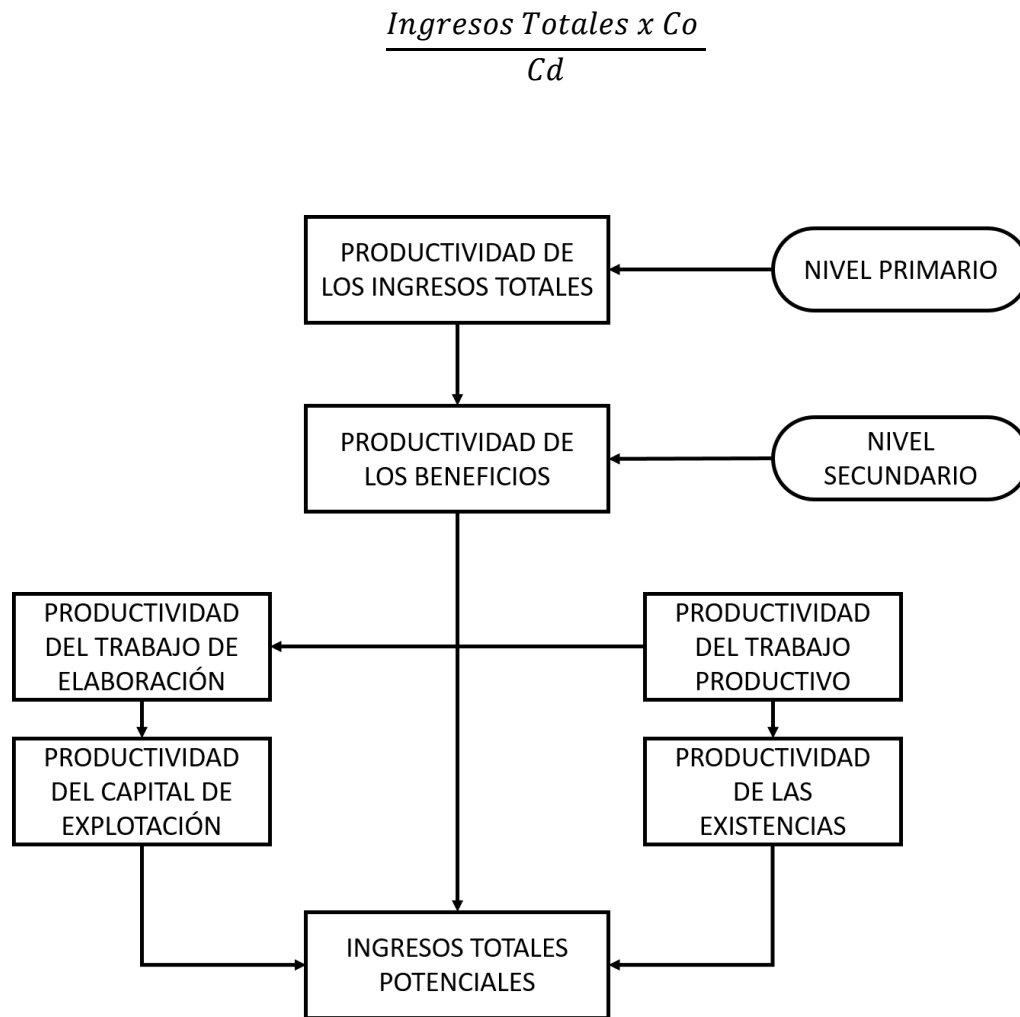 Ingresos Totales x Co
Cd
PRODUCTIVIDAD DE
LOS INGRESOS TOTALES
NIVEL PRIMARIO
PRODUCTIVIDAD DE
LOS BENEFICIOS
NIVEL
SECUNDARIO
PRODUCTIVIDAD
DEL TRABAJO DE
ELABORACIÓN
PRODUCTIVIDAD
DEL TRABAJO
PRODUCTIVO
PRODUCTIVIDAD
DEL CAPITAL DE
EXPLOTACIÓN
PRODUCTIVIDAD
DE LAS
EXISTENCIAS
INGRESOS TOTALES
POTENCIALES